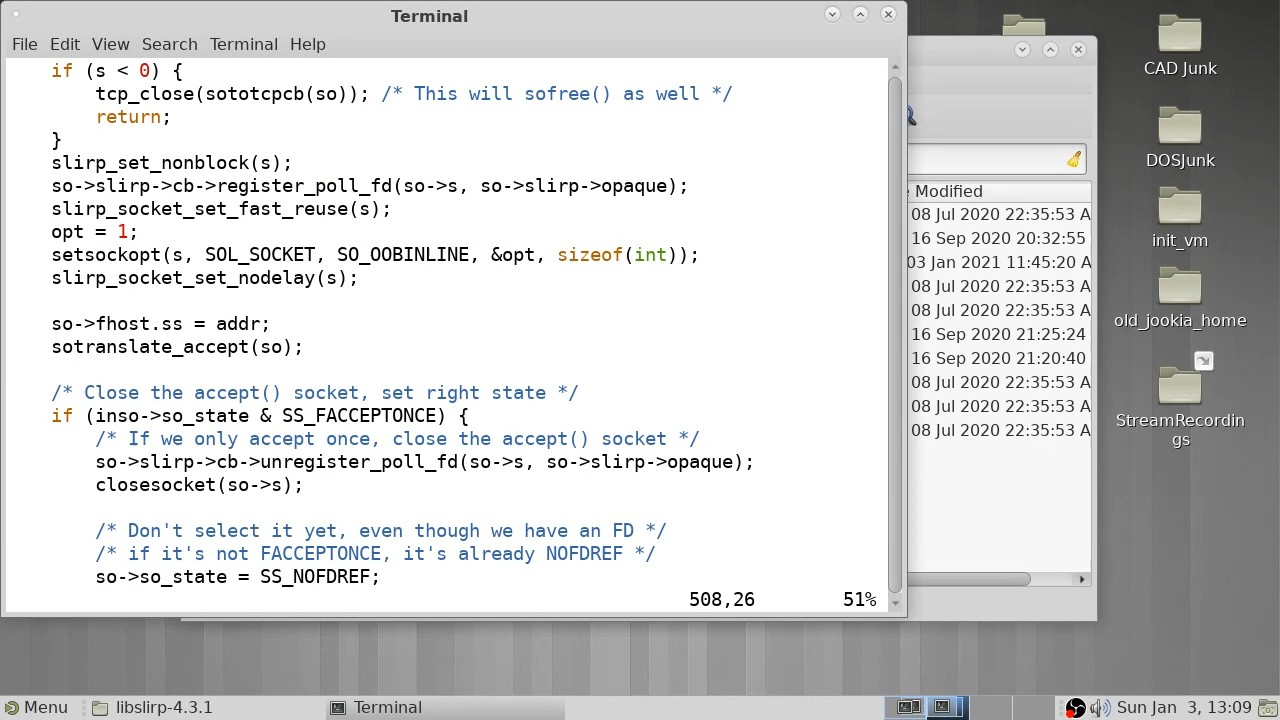 Terminal
File Edit View Search Terminal Help
    if (s < 0) {
        tcp_close(sototcpcb(so)); /* This will sofree() as well */
        return;
    }
    slirp_set_nonblock(s);
    so->slirp->cb->register_poll_fd(so->s, so->slirp->opaque);
    slirp_socket_set_fast_reuse(s);
    opt = 1;
    setsockopt(s, SOL_SOCKET, SO_OOBINLINE, &opt, sizeof(int));
    slirp_socket_set_nodelay(s);
    so->fhost.ss = addr;
    sotranslate_accept(so);
    /* Close the accept() socket, set right state */
    if (inso->so_state & SS_FACCEPTONCE) {
        /* If we only accept once, close the accept() socket */
        so->slirp->cb->unregister_poll_fd(so->s, so->slirp->opaque);
        closesocket(so->s);
        /* Don't select it yet, even though we have an FD */
        /* if it's not FACCEPTONCE, it's already NOFDREF */
        so->so_state = SS_NOFDREF;
508,26 51%
Modified
08 Jul 2020 22:35:53 A
16 Sep 2020 20:32:55
03 Jan 2021 11:45:20 A
08 Jul 2020 22:35:53 A
08 Jul 2020 22:35:53 A
16 Sep 2020 21:25:24
16 Sep 2020 21:20:40
08 Jul 2020 22:35:53 A
08 Jul 2020 22:35:53 A
08 Jul 2020 22:35:53 A
CAD Junk
DOSJunk
init_vm
old_jookia_home
StreamRecordin
gs
Menu libslirp-4.3.1 Terminal Sun Jan 3, 13:09